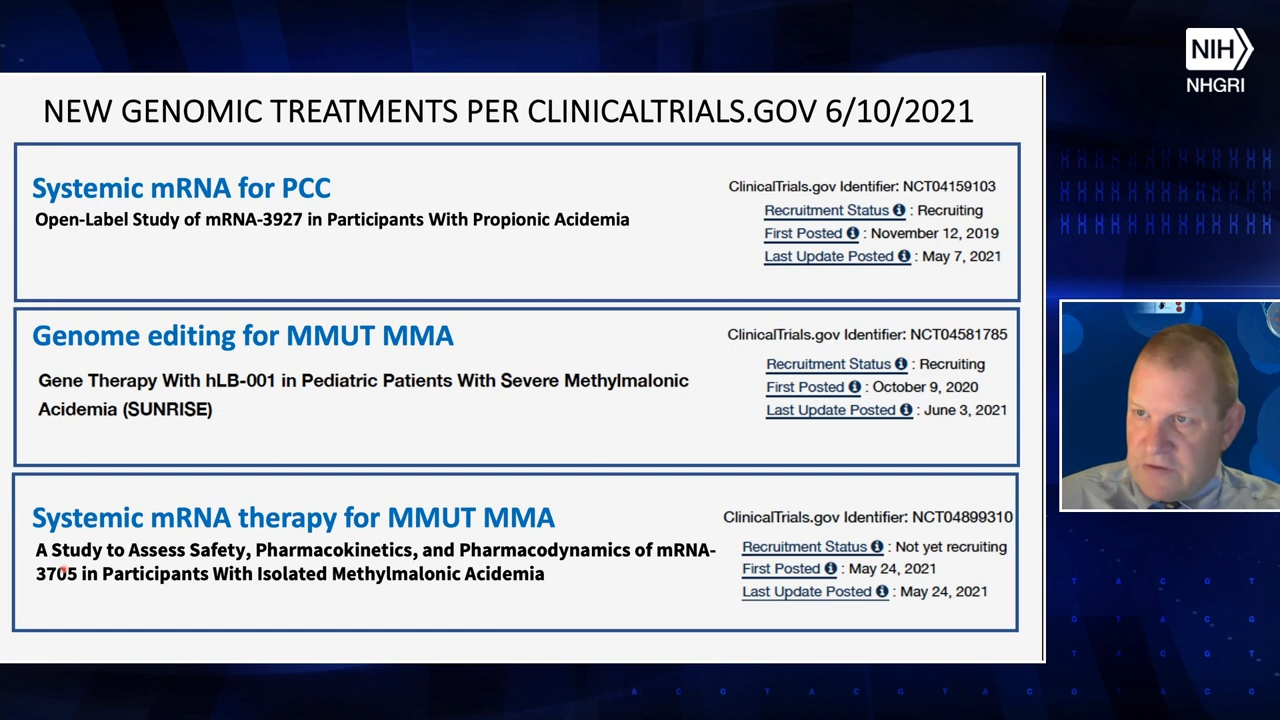 NIH
NHGRI
NEW GENOMIC TREATMENTS PER CLINICALTRIALS.GOV 6/10/2021
Systemic mRNA for PCC
Open-Label Study of mRNA-3927 in Participants With Propionic Acidemia
ClinicalTrials.gov Identifier: NCT04159103
Recruitment Status : Recruiting
First Posted : November 12, 2019
Last Update Posted : May 7, 2021
Genome editing for MMUT MMA
Gene Therapy With hLB-001 in Pediatric Patients With Severe Methylmalonic
Acidemia (SUNRISE)
ClinicalTrials.gov Identifier: NCT04581785
Recruitment Status : Recruiting
First Posted : October 9, 2020
Last Update Posted : June 3, 2021
Systemic mRNA therapy for MMUT MMA
A Study to Assess Safety, Pharmacokinetics, and Pharmacodynamics of mRNA-
3705 in Participants With Isolated Methylmalonic Acidemia
ClinicalTrials.gov Identifier: NCT04899310
Recruitment Status : Not yet recruiting
First Posted : May 24, 2021
Last Update Posted : May 24, 2021
T A C G T
G T A C G
T T A C G T
A C G T A C G T A C G T A C G T